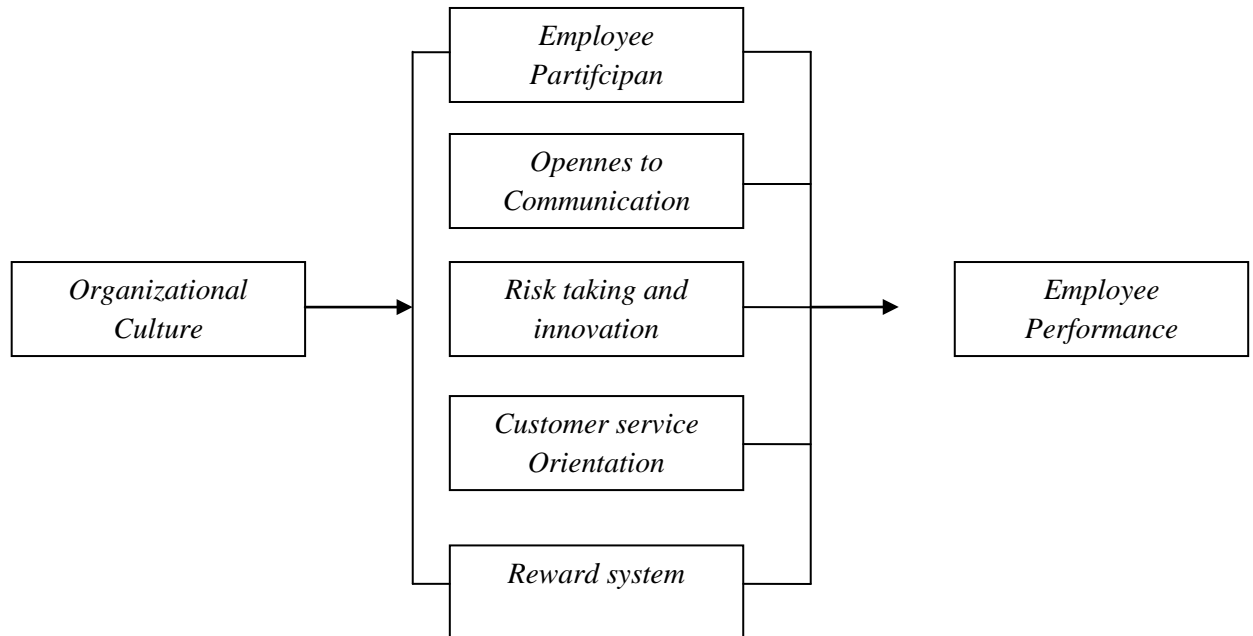 Employee
Partifcipan
Opennes to
Communication
Organizational
Culture
Risk taking and
innovation
Employee
Performance
Customer service
Orientation
Reward system